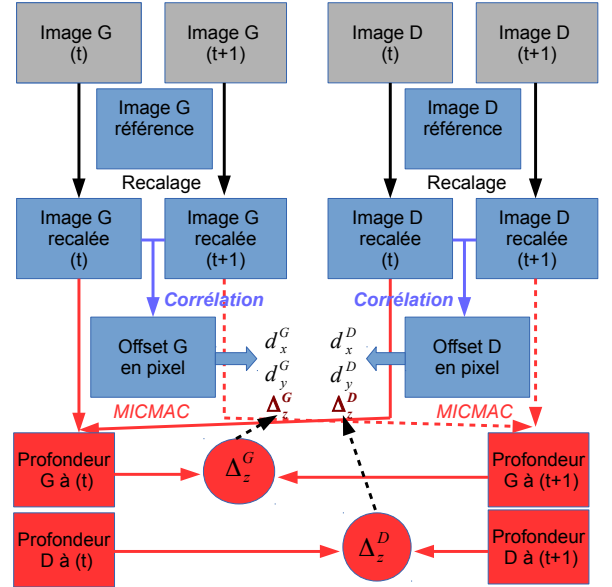 Image G
(t)
Image G
(t+1)
Image D
(t)
Image D
(t+1)
Image G
référence
Image D
référence
Recalage
Recalage
Image G
recalée
(t)
Image G
recalée
(t+1)
Image D
recalée
(t)
Image D
recalée
(t+1)
Corrélation
Corrélation
Offset G
en pixel
d_x^G
d_y^G
Δ_z^G
d_x^D
d_y^D
Δ_z^D
Offset D
en pixel
MICMAC
MICMAC
Profondeur
G à (t)
Δ_z^G
Profondeur
G à (t+1)
Profondeur
D à (t)
Δ_z^D
Profondeur
D à (t+1)